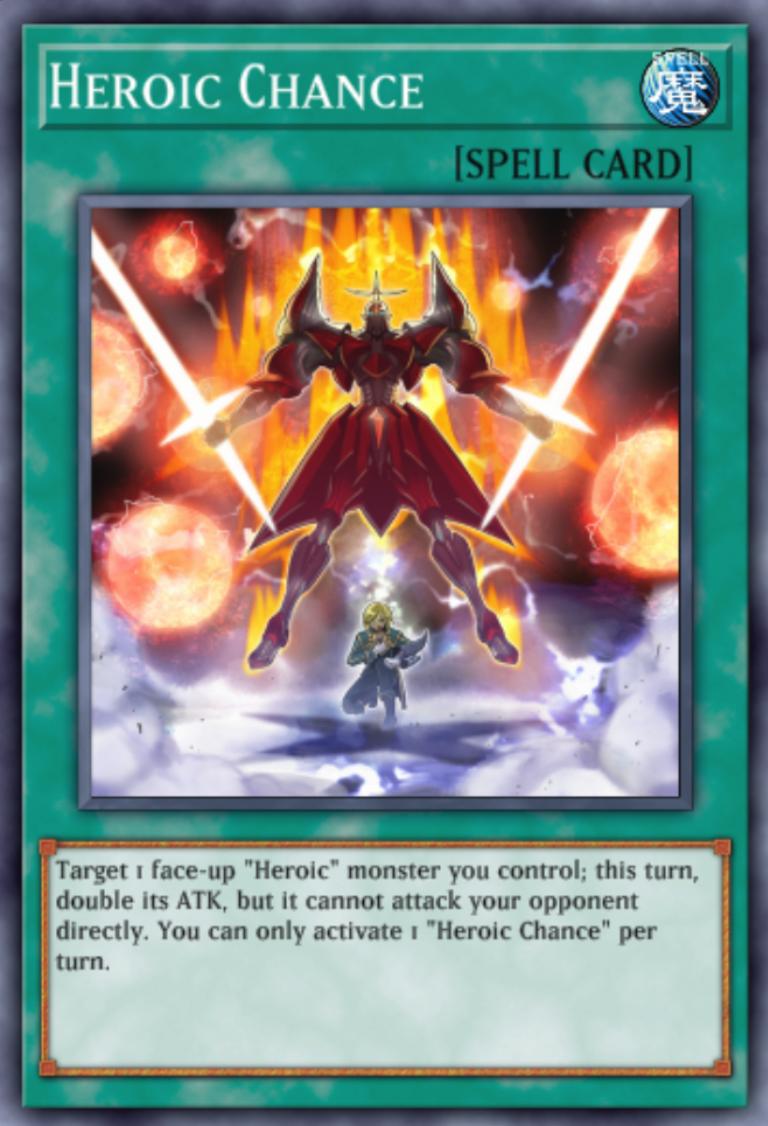 HEROIC CHANCE
SPELL
魔
[SPELL CARD]
Target 1 face-up "Heroic" monster you control; this turn,
double its ATK, but it cannot attack your opponent
directly. You can only activate 1 "Heroic Chance" per
turn.